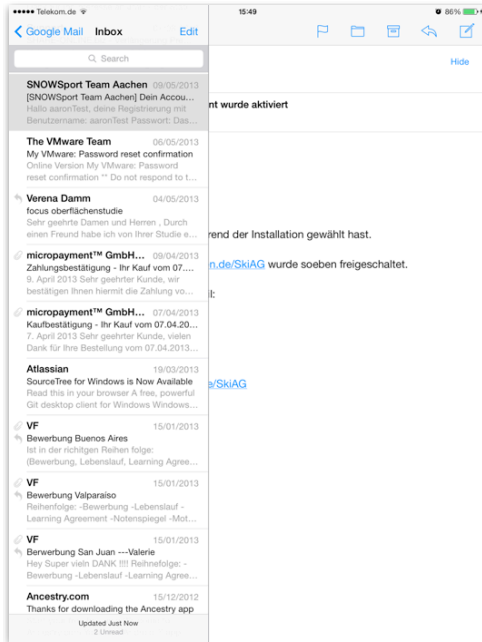 Telekom.de
15:49
86%
Google Mail
Inbox
Edit
Search
Hide
SNOWSport Team Aachen 09/05/2013
[SNOWSport Team Aachen] Dein Accou...
Hallo aaronTest, deine Registrierung mit
Benutzername: aaronTest Passwort: Das...
The VMware Team 06/05/2013
My VMware: Password reset confirmation
Online Version My VMware: Password
reset confirmation ** Do not respond to t...
Verena Damm 04/05/2013
focus oberflächenstudie
Sehr geehrte Damen und Herren , Durch
einen Freund habe ich von Ihrer Studie e...
micropayment™ GmbH... 09/04/2013
Zahlungsbestätigung - Ihr Kauf vom 07....
9. April 2013 Sehr geehrter Kunde, wir
bestätigen Ihnen hiermit die Zahlung vo...
micropayment™ GmbH... 07/04/2013
Kaufbestätigung - Ihr Kauf vom 07.04.20...
7. April 2013 Sehr geehrter Kunde, vielen
Dank für Ihre Bestellung vom 07.04.2013...
Atlassian 19/03/2013
SourceTree for Windows is Now Available
Read this in your browser A free, powerful
Git desktop client for Windows Windows...
VF 15/01/2013
Bewerbung Buenos Aires
Ist in der richitgen Reihen folge:
(Bewerbung, Lebenslauf, Learning Agree...
VF 15/01/2013
Bewerbung Valparaiso
Reihenfolge: -Bewerbung -Lebenslauf -
Learning Agreement -Notenspiegel -Mot...
VF 15/01/2013
Berwerbung San Juan ---Valerie
Hey Super vieln DANK !!!! Reihnefolge: -
Bewerbung -Lebenslauf -Learning Agree...
Ancestry.com 15/12/2012
Thanks for downloading the Ancestry app
Updated Just Now
2 Unread
nt wurde aktiviert
rend der Installation gewählt hast.
n.de/SkiAG wurde soeben freigeschaltet.
il:
e/SkiAG